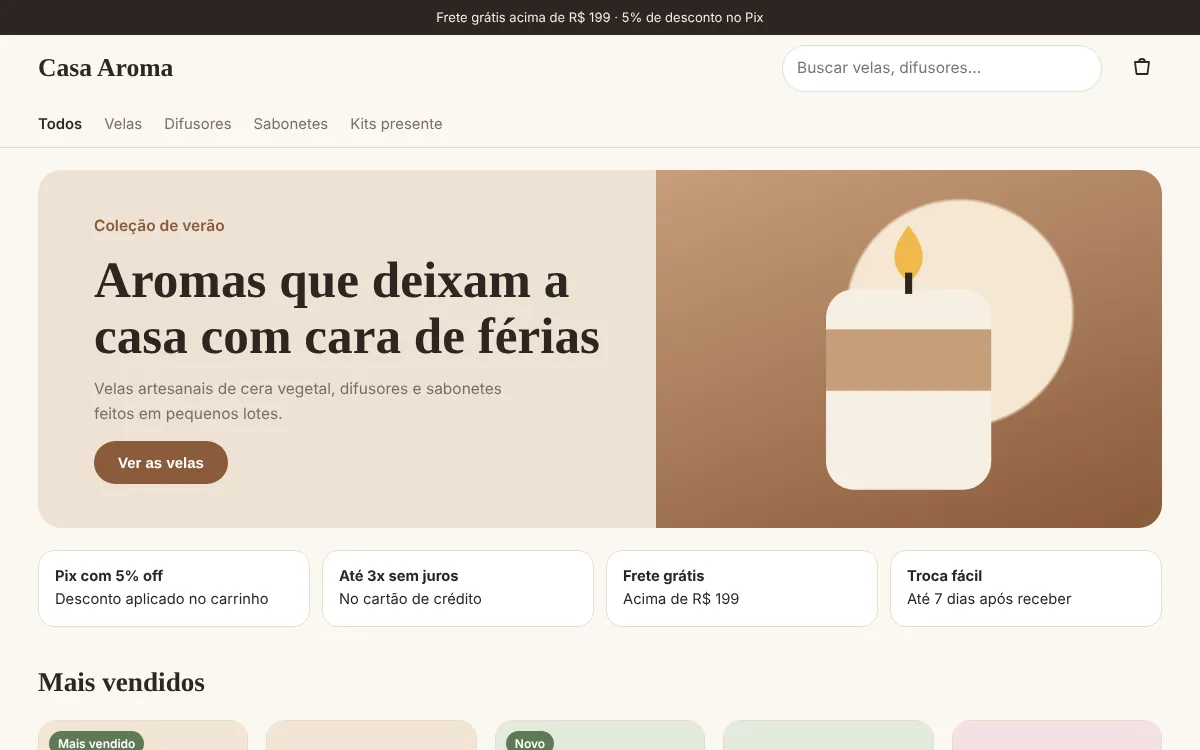 Frete grátis acima de R$ 199 · 5% de desconto no Pix
Casa Aroma
Buscar velas, difusores...
Todos Velas Difusores Sabonetes Kits presente
Coleção de verão
Aromas que deixam a
casa com cara de férias
Velas artesanais de cera vegetal, difusores e sabonetes
feitos em pequenos lotes.
Ver as velas
Pix com 5% off
Desconto aplicado no carrinho
Até 3x sem juros
No cartão de crédito
Frete grátis
Acima de R$ 199
Troca fácil
Até 7 dias após receber
Mais vendidos
Mais vendido
Novo